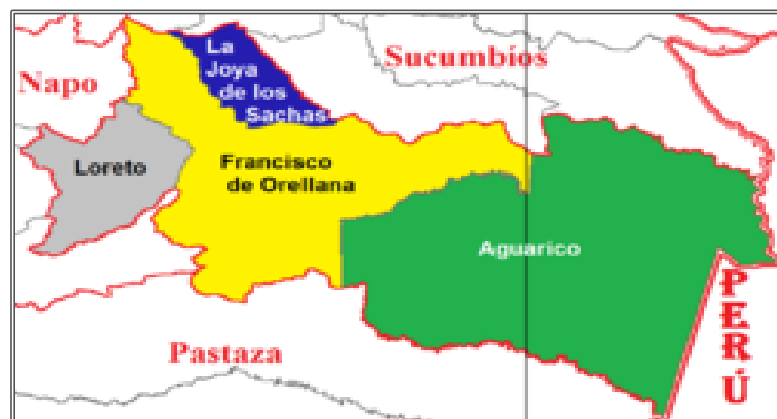 La
Joya
de los
Sachas
Sucumbíos
Napo
Loreto
Francisco
de Orellana
Aguarico
PERÚ
Pastaza